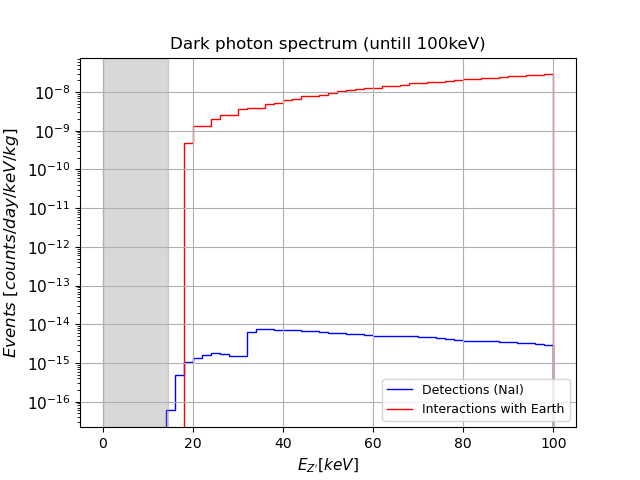 Dark photon spectrum (untill 100keV)
Events [counts/day/keV/kg]
10⁻⁸
10⁻⁹
10⁻¹⁰
10⁻¹¹
10⁻¹²
10⁻¹³
10⁻¹⁴
10⁻¹⁵
10⁻¹⁶
Detections (NaI)
Interactions with Earth
0 20 40 60 80 100
E_Z′[keV]